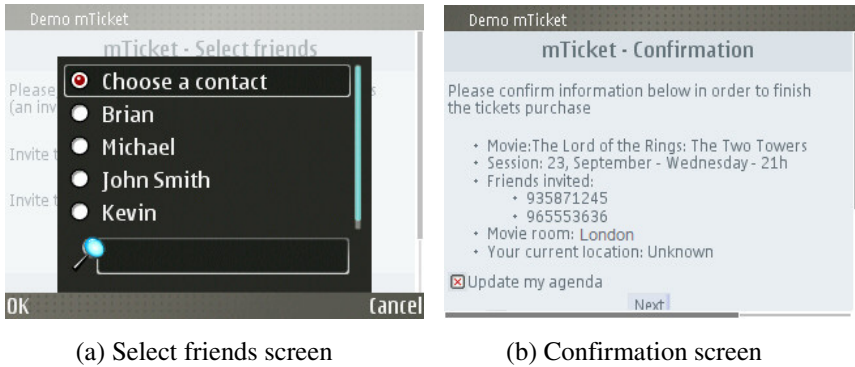 Demo mTicket
mTicket - Select friends
Please
(an inv
Invite t
Invite t
Choose a contact
Brian
Michael
John Smith
Kevin
OK
Cancel
(a) Select friends screen
Demo mTicket
mTicket - Confirmation
Please confirm information below in order to finish
the tickets purchase
Movie:The Lord of the Rings: The Two Towers
Session: 23, September - Wednesday - 21h
Friends invited:
935871245
965553636
Movie room: London
Your current location: Unknown
Update my agenda
Next
(b) Confirmation screen